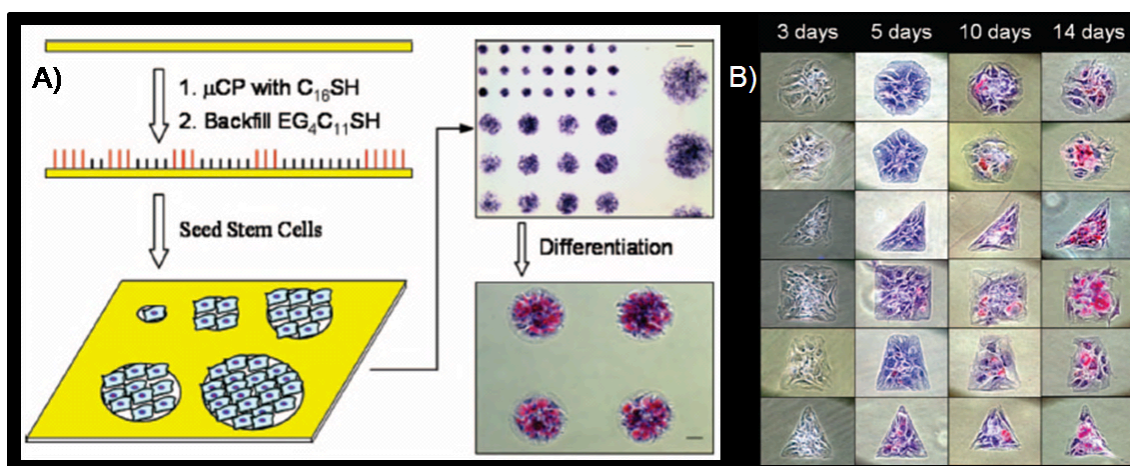 A)
1. μCP with C₁₆SH
2. Backfill EG₄C₁₁SH
Seed Stem Cells
Differentiation
B)
3 days 5 days 10 days 14 days